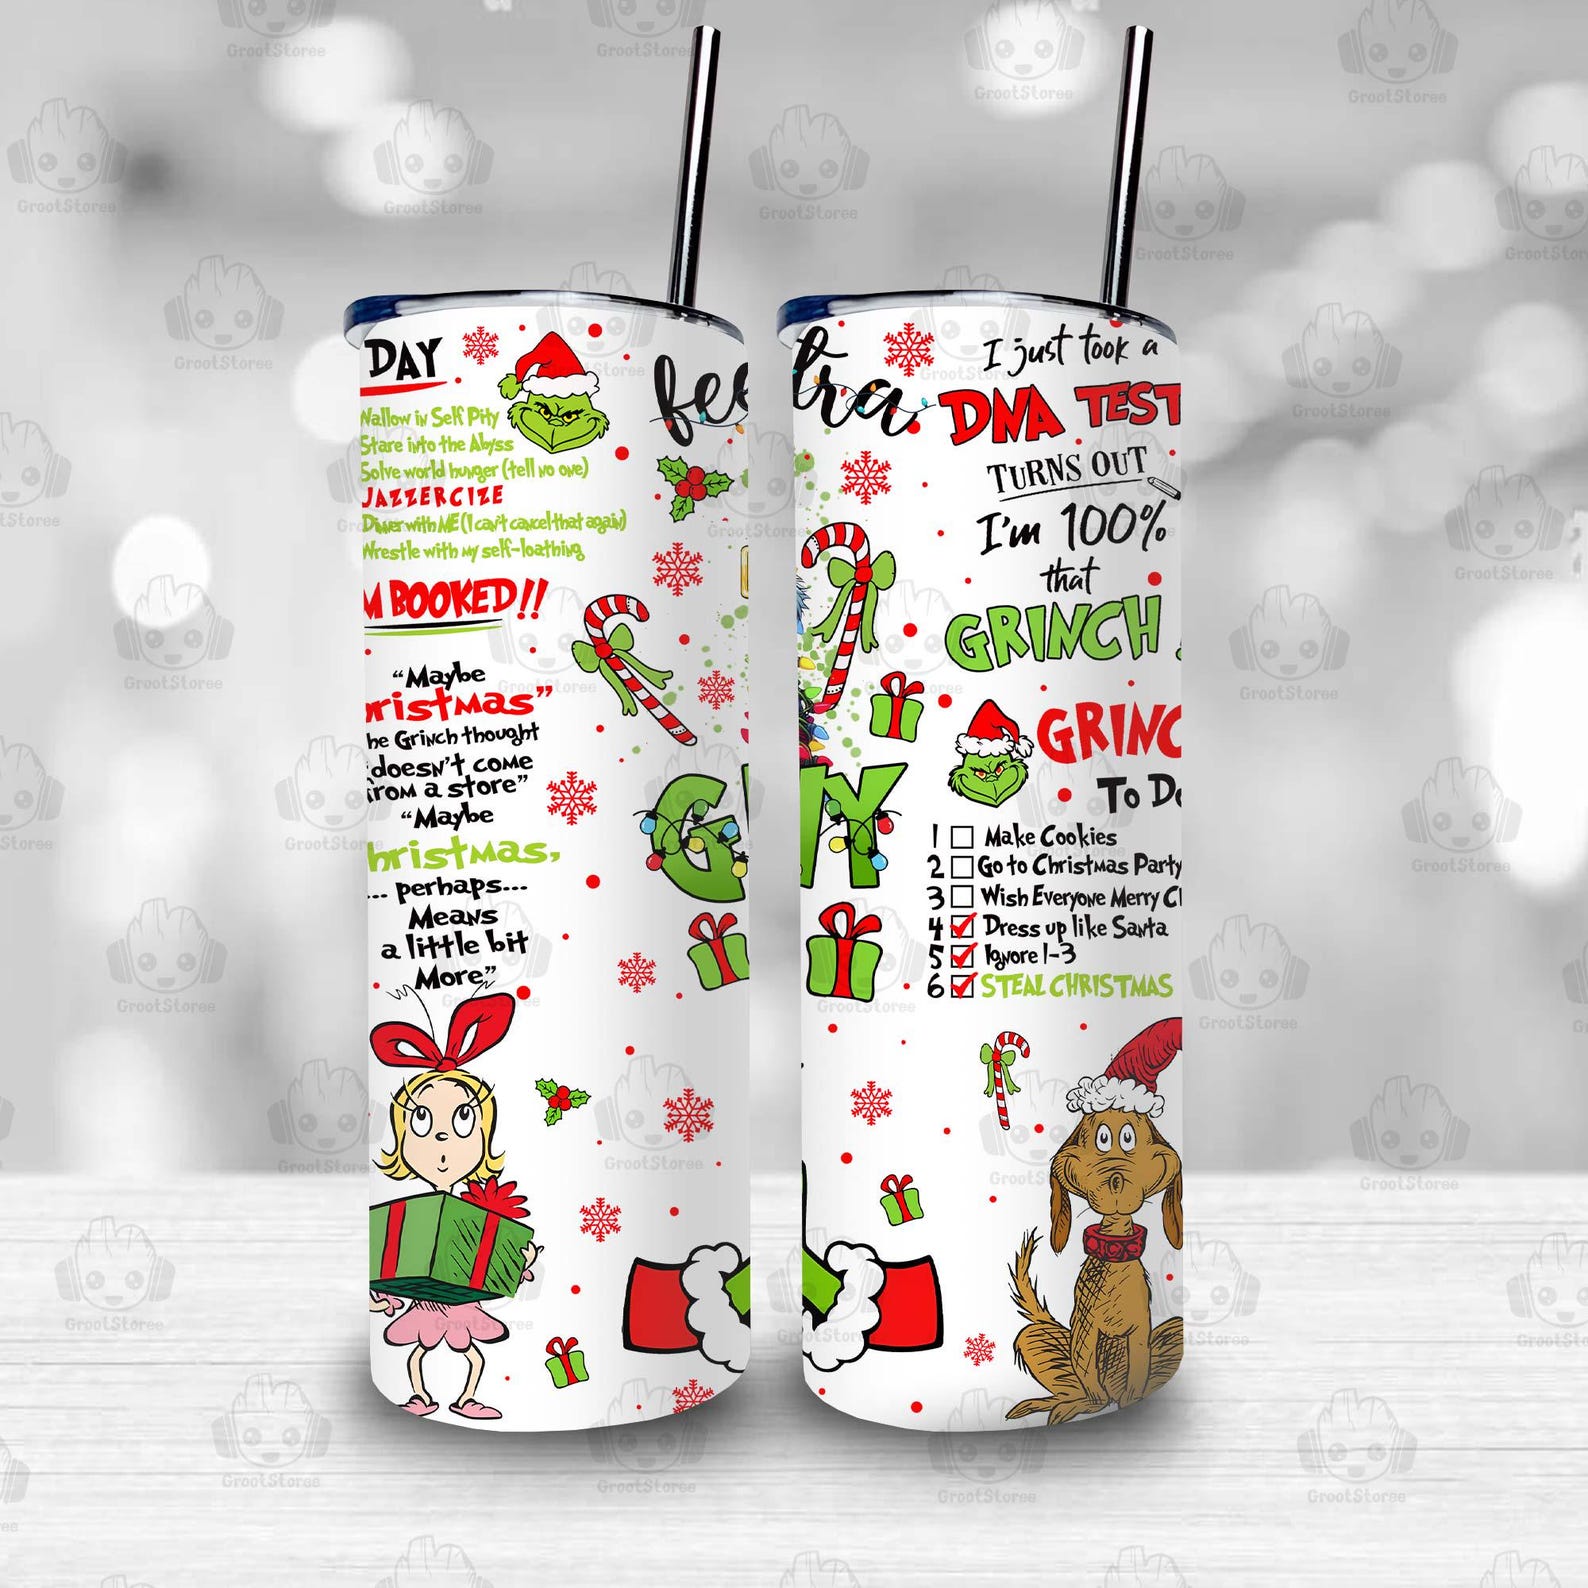 DAY
Wallow in Self Pity
Stare into the Abyss
Solve world hunger (tell no one)
JAZZERCIZE
Dinner with ME (I can't cancel that again)
Wrestle with my self-loathing
M BOOKED!!
"Maybe
ristmas"
he Grinch thought
doesn't come
from a store"
"Maybe
hristmas,
... perhaps...
Means
a little bit
More"
fee
G
tra
Y
I just took a
DNA TEST
TURNS OUT
I'm 100%
that
GRINCH
GRINC
To Do
1 Make Cookies
2 Go to Christmas Party
3 Wish Everyone Merry Cl
4 Dress up like Santa
5 Ignore 1-3
6 STEAL CHRISTMAS
GrootStoree